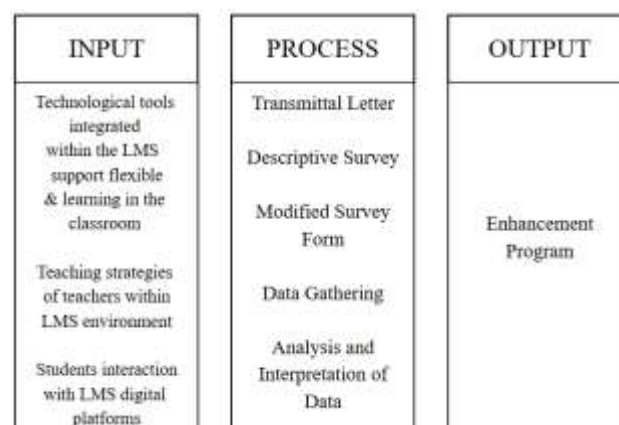 INPUT
Technological tools
integrated
within the LMS
support flexible
& learning in the
classroom
Teaching strategies
of teachers within
LMS environment
Students interaction
with LMS digital
platforms
PROCESS
Transmittal Letter
Descriptive Survey
Modified Survey
Form
Data Gathering
Analysis and
Interpretation of
Data
OUTPUT
Enhancement
Program